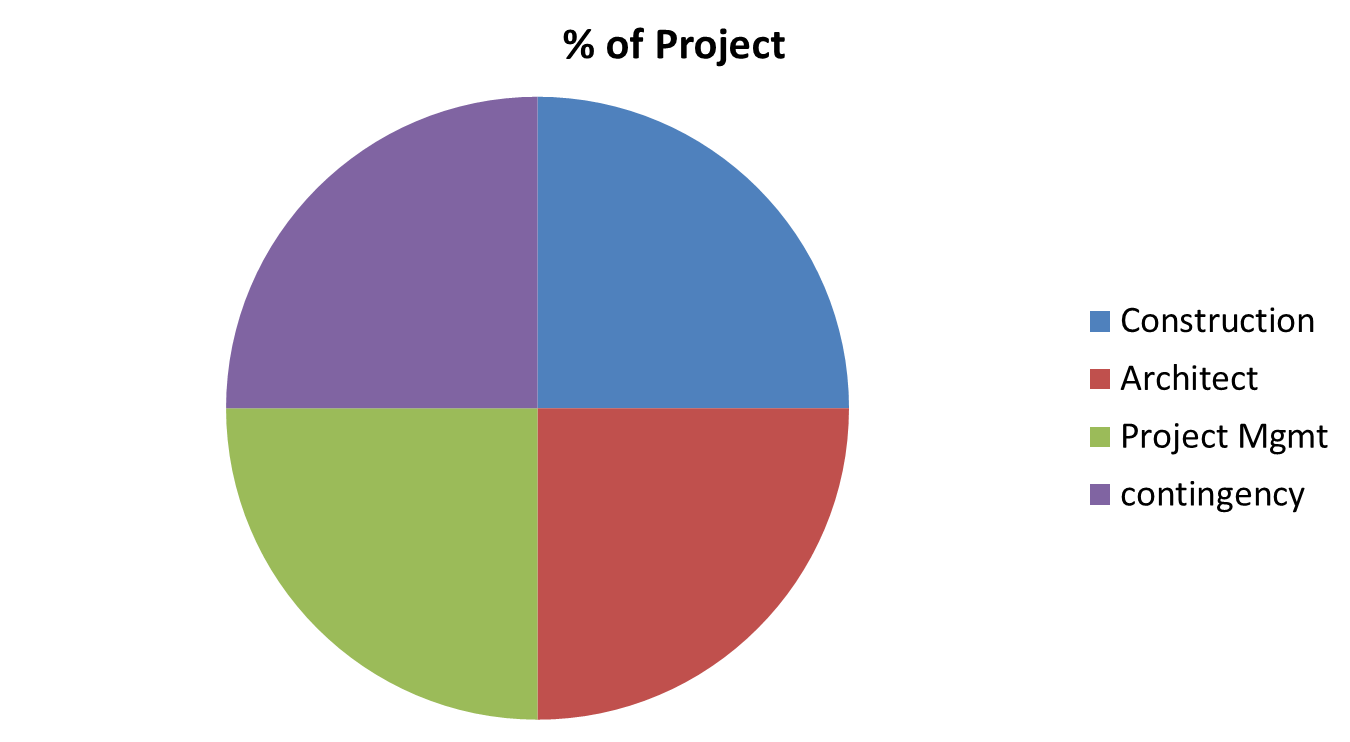 % of Project
Construction
Architect
Project Mgmt
contingency